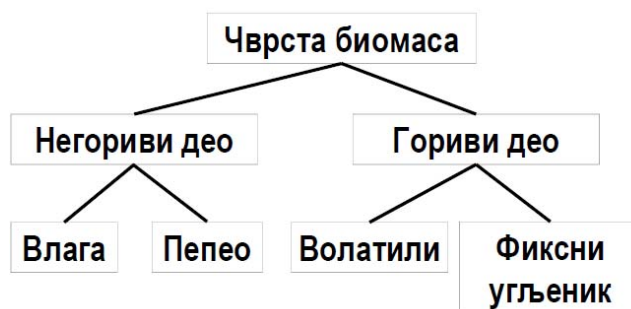 Чврста биомаса
Негориви део
Гориви део
Влага
Пепео
Волатили
Фиксни
угљеник